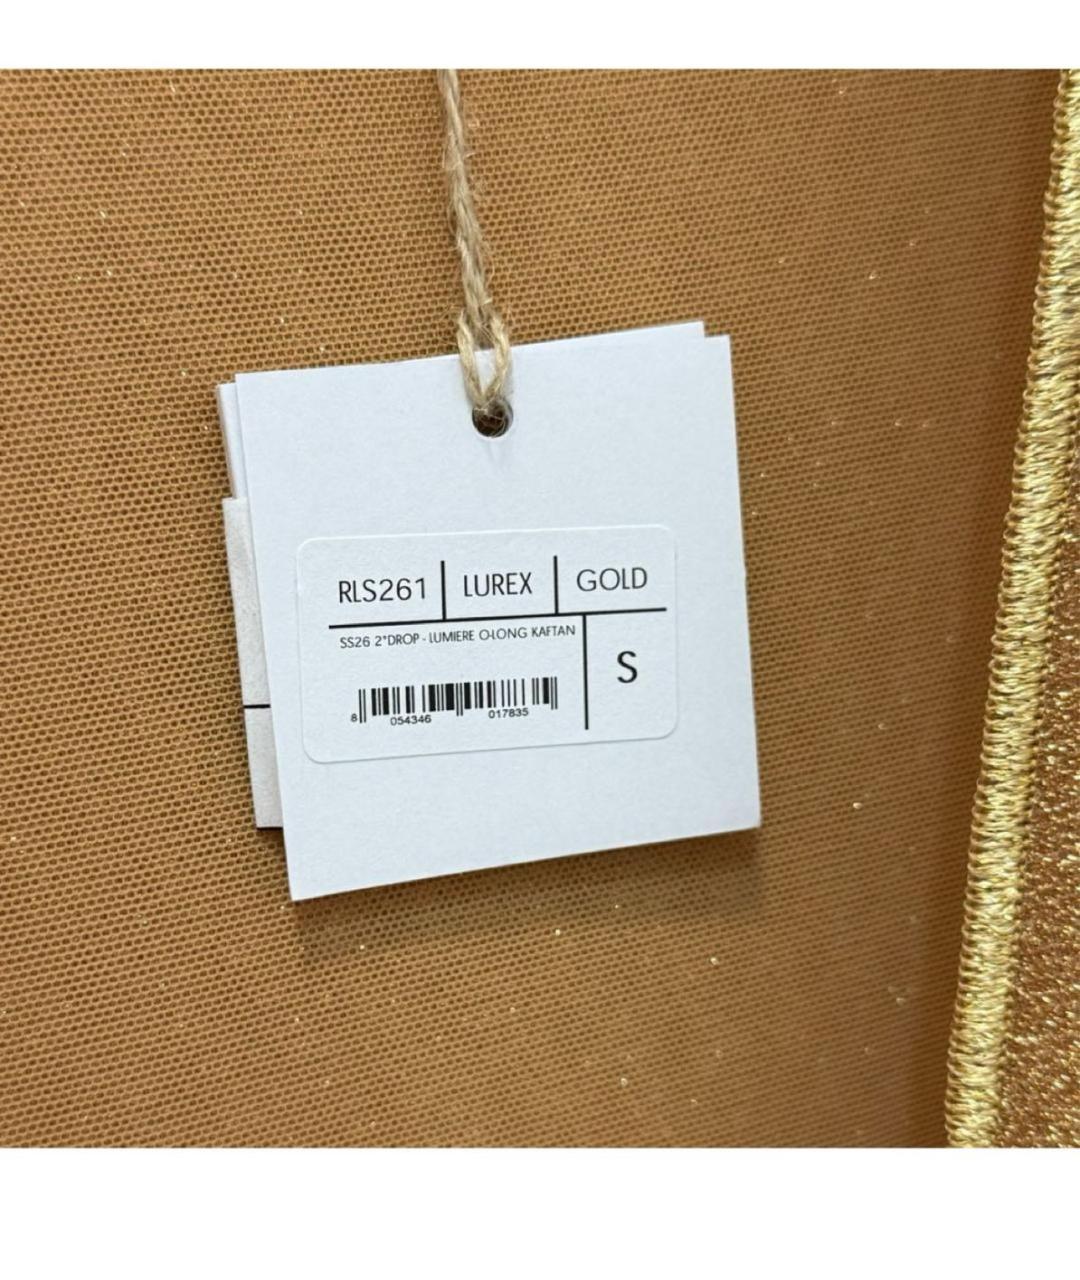 RLS261 LUREX GOLD
SS26 2°DROP - LUMIERE O-LONG KAFTAN
S
8 054346 017835